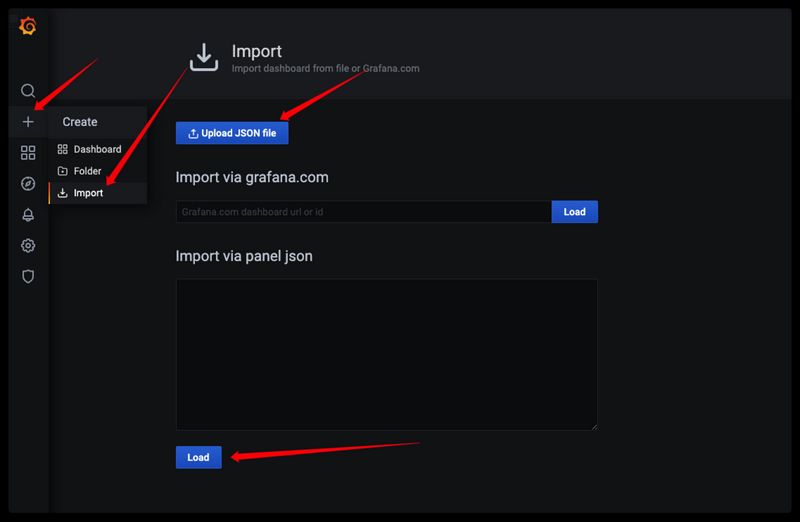 Import
Import dashboard from file or Grafana.com
Create
Dashboard
Folder
Import
Upload JSON file
Import via grafana.com
Grafana.com dashboard url or id
Load
Import via panel json
Load